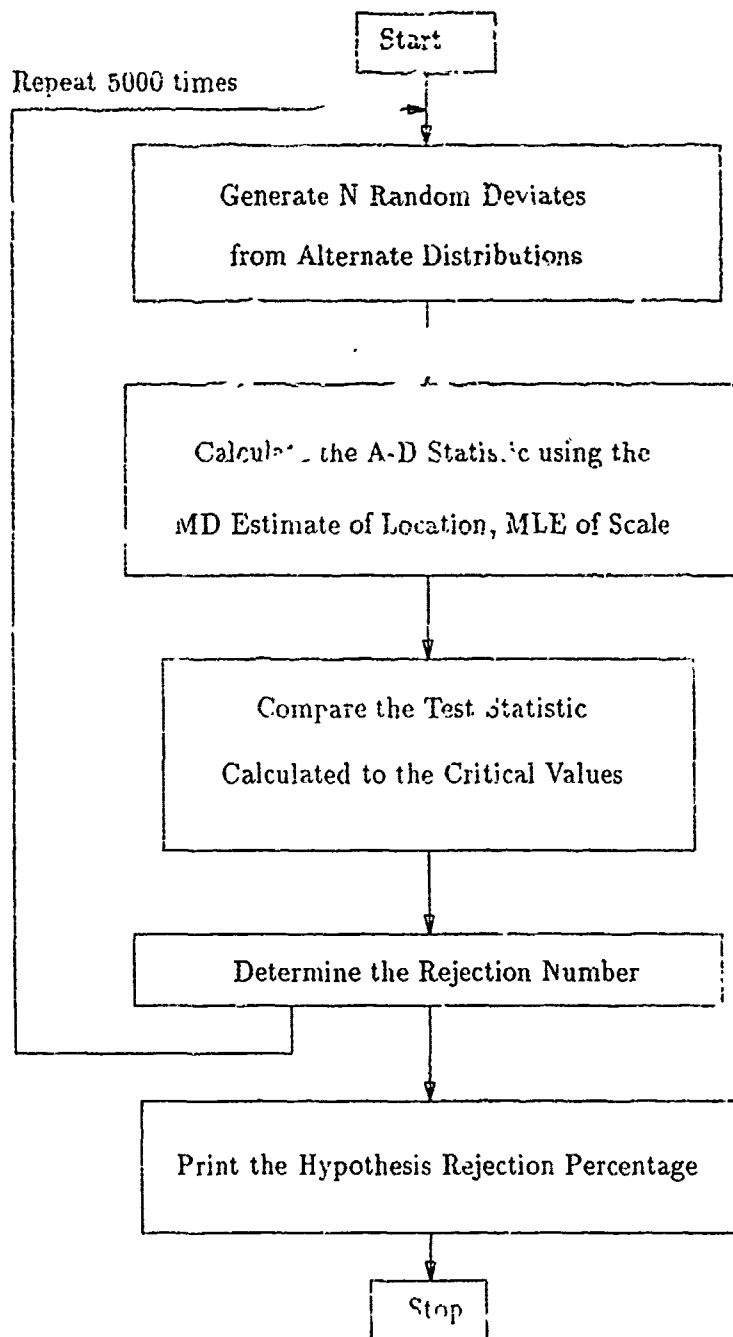 Start
Repeat 5000 times
Generate N Random Deviates
from Alternate Distributions
Calculate the A-D Statistic using the
MD Estimate of Location, MLE of Scale
Compare the Test Statistic
Calculated to the Critical Values
Determine the Rejection Number
Print the Hypothesis Rejection Percentage
Stop